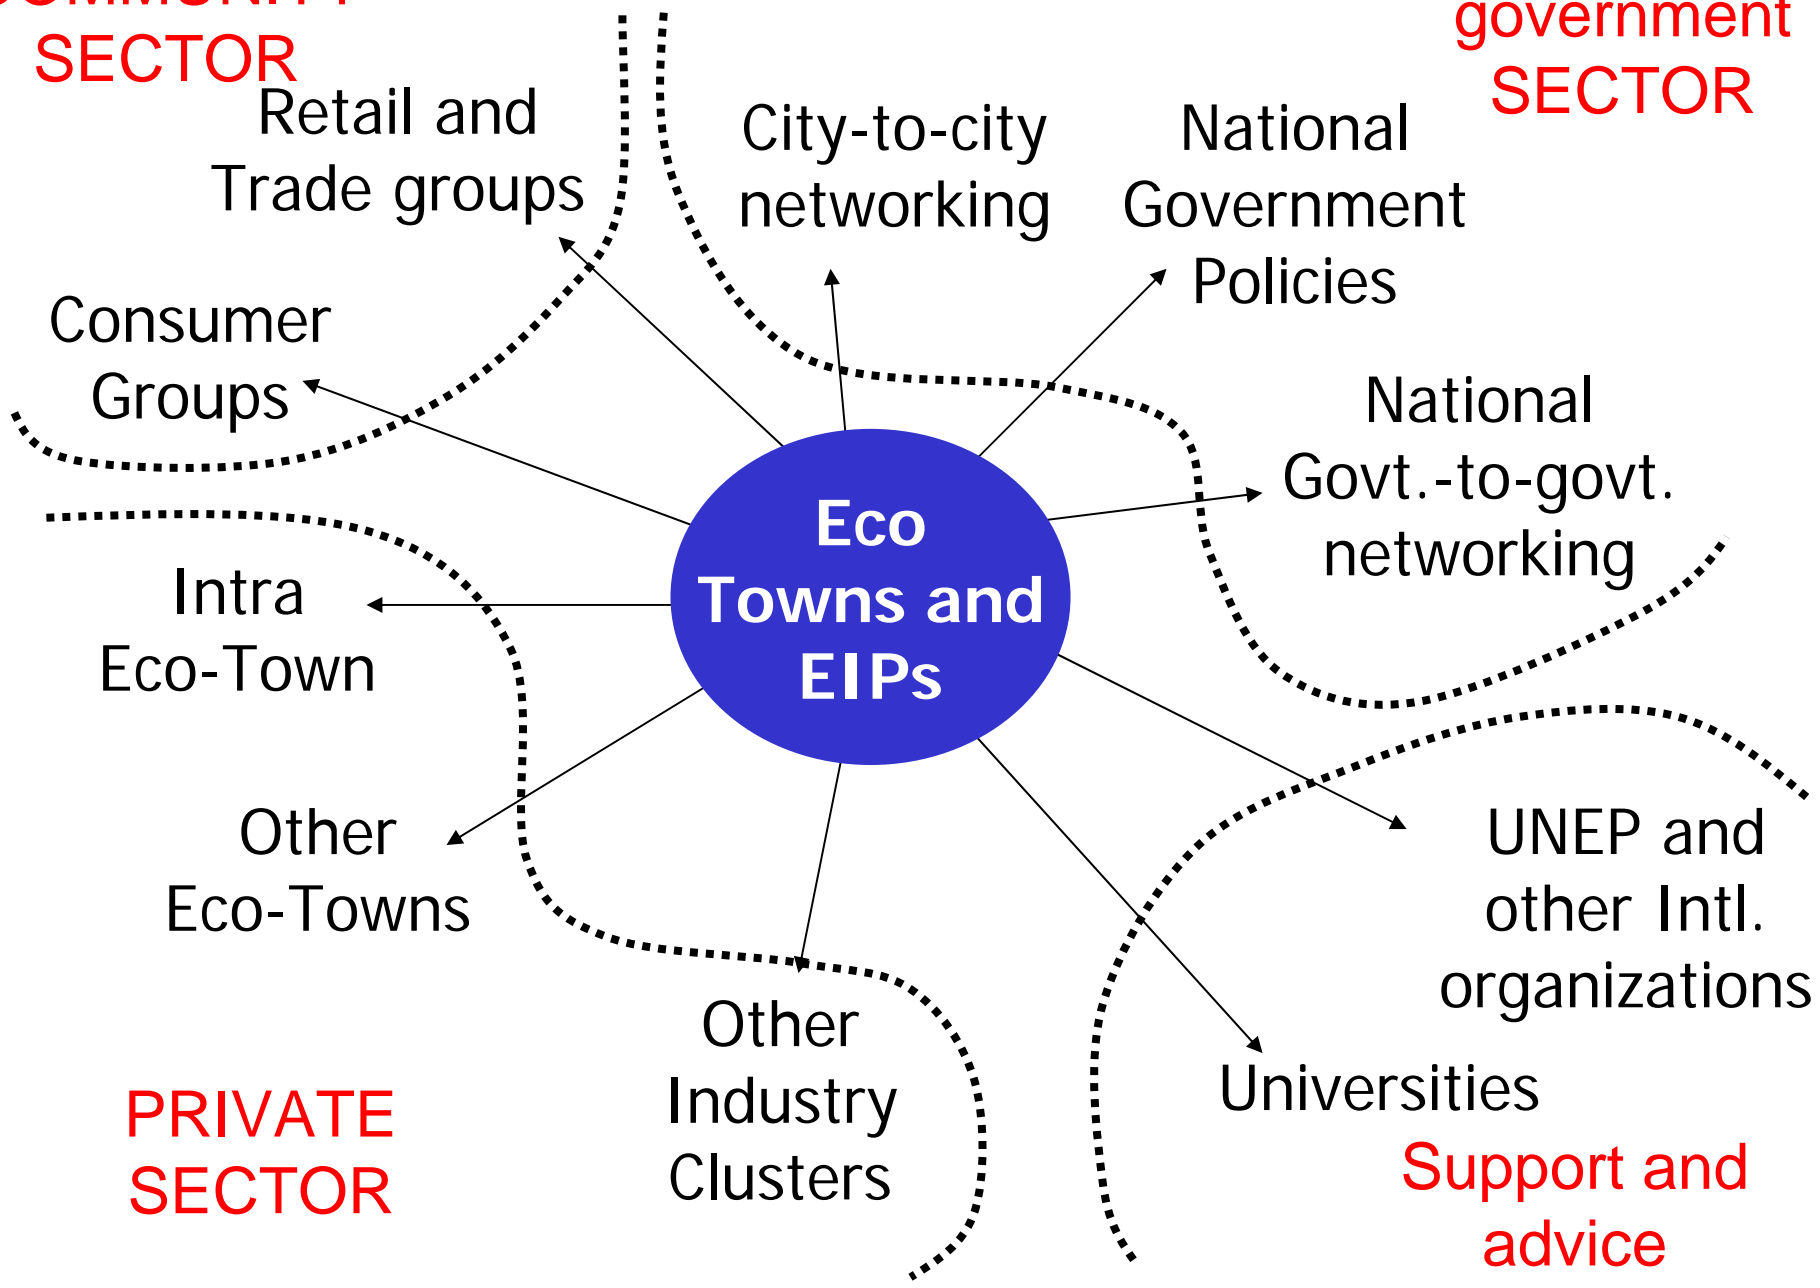 COMMUNITY
SECTOR
government
SECTOR
Retail and
Trade groups
City-to-city
networking
National
Government
Policies
Consumer
Groups
National
Govt.-to-govt.
networking
Eco
Towns and
EIPs
Intra
Eco-Town
Other
Eco-Towns
UNEP and
other Intl.
organizations
Other
Industry
Clusters
Universities
PRIVATE
SECTOR
Support and
advice